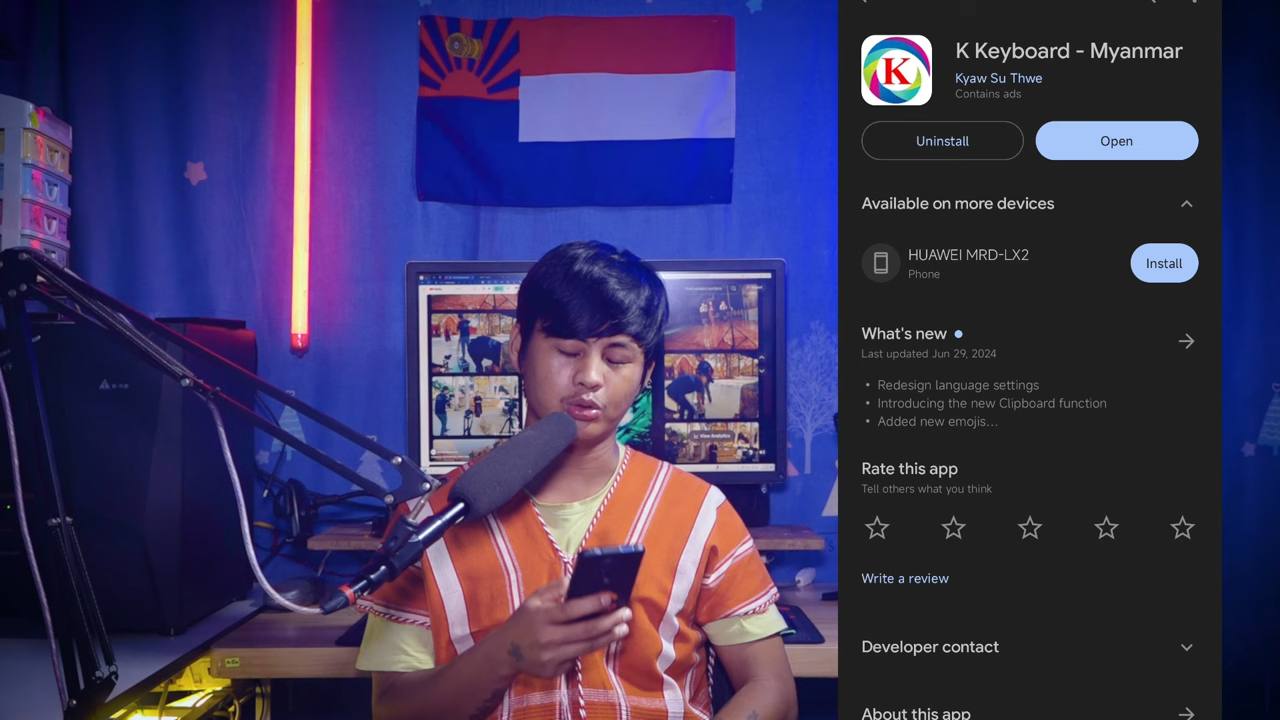 K
K Keyboard - Myanmar
Kyaw Su Thwe
Contains ads
Uninstall
Open
Available on more devices
HUAWEI MRD-LX2
Phone
Install
What's new
Last updated Jun 29, 2024
• Redesign language settings
• Introducing the new Clipboard function
• Added new emojis...
Rate this app
Tell others what you think
Write a review
Developer contact
About this app
View Analytics